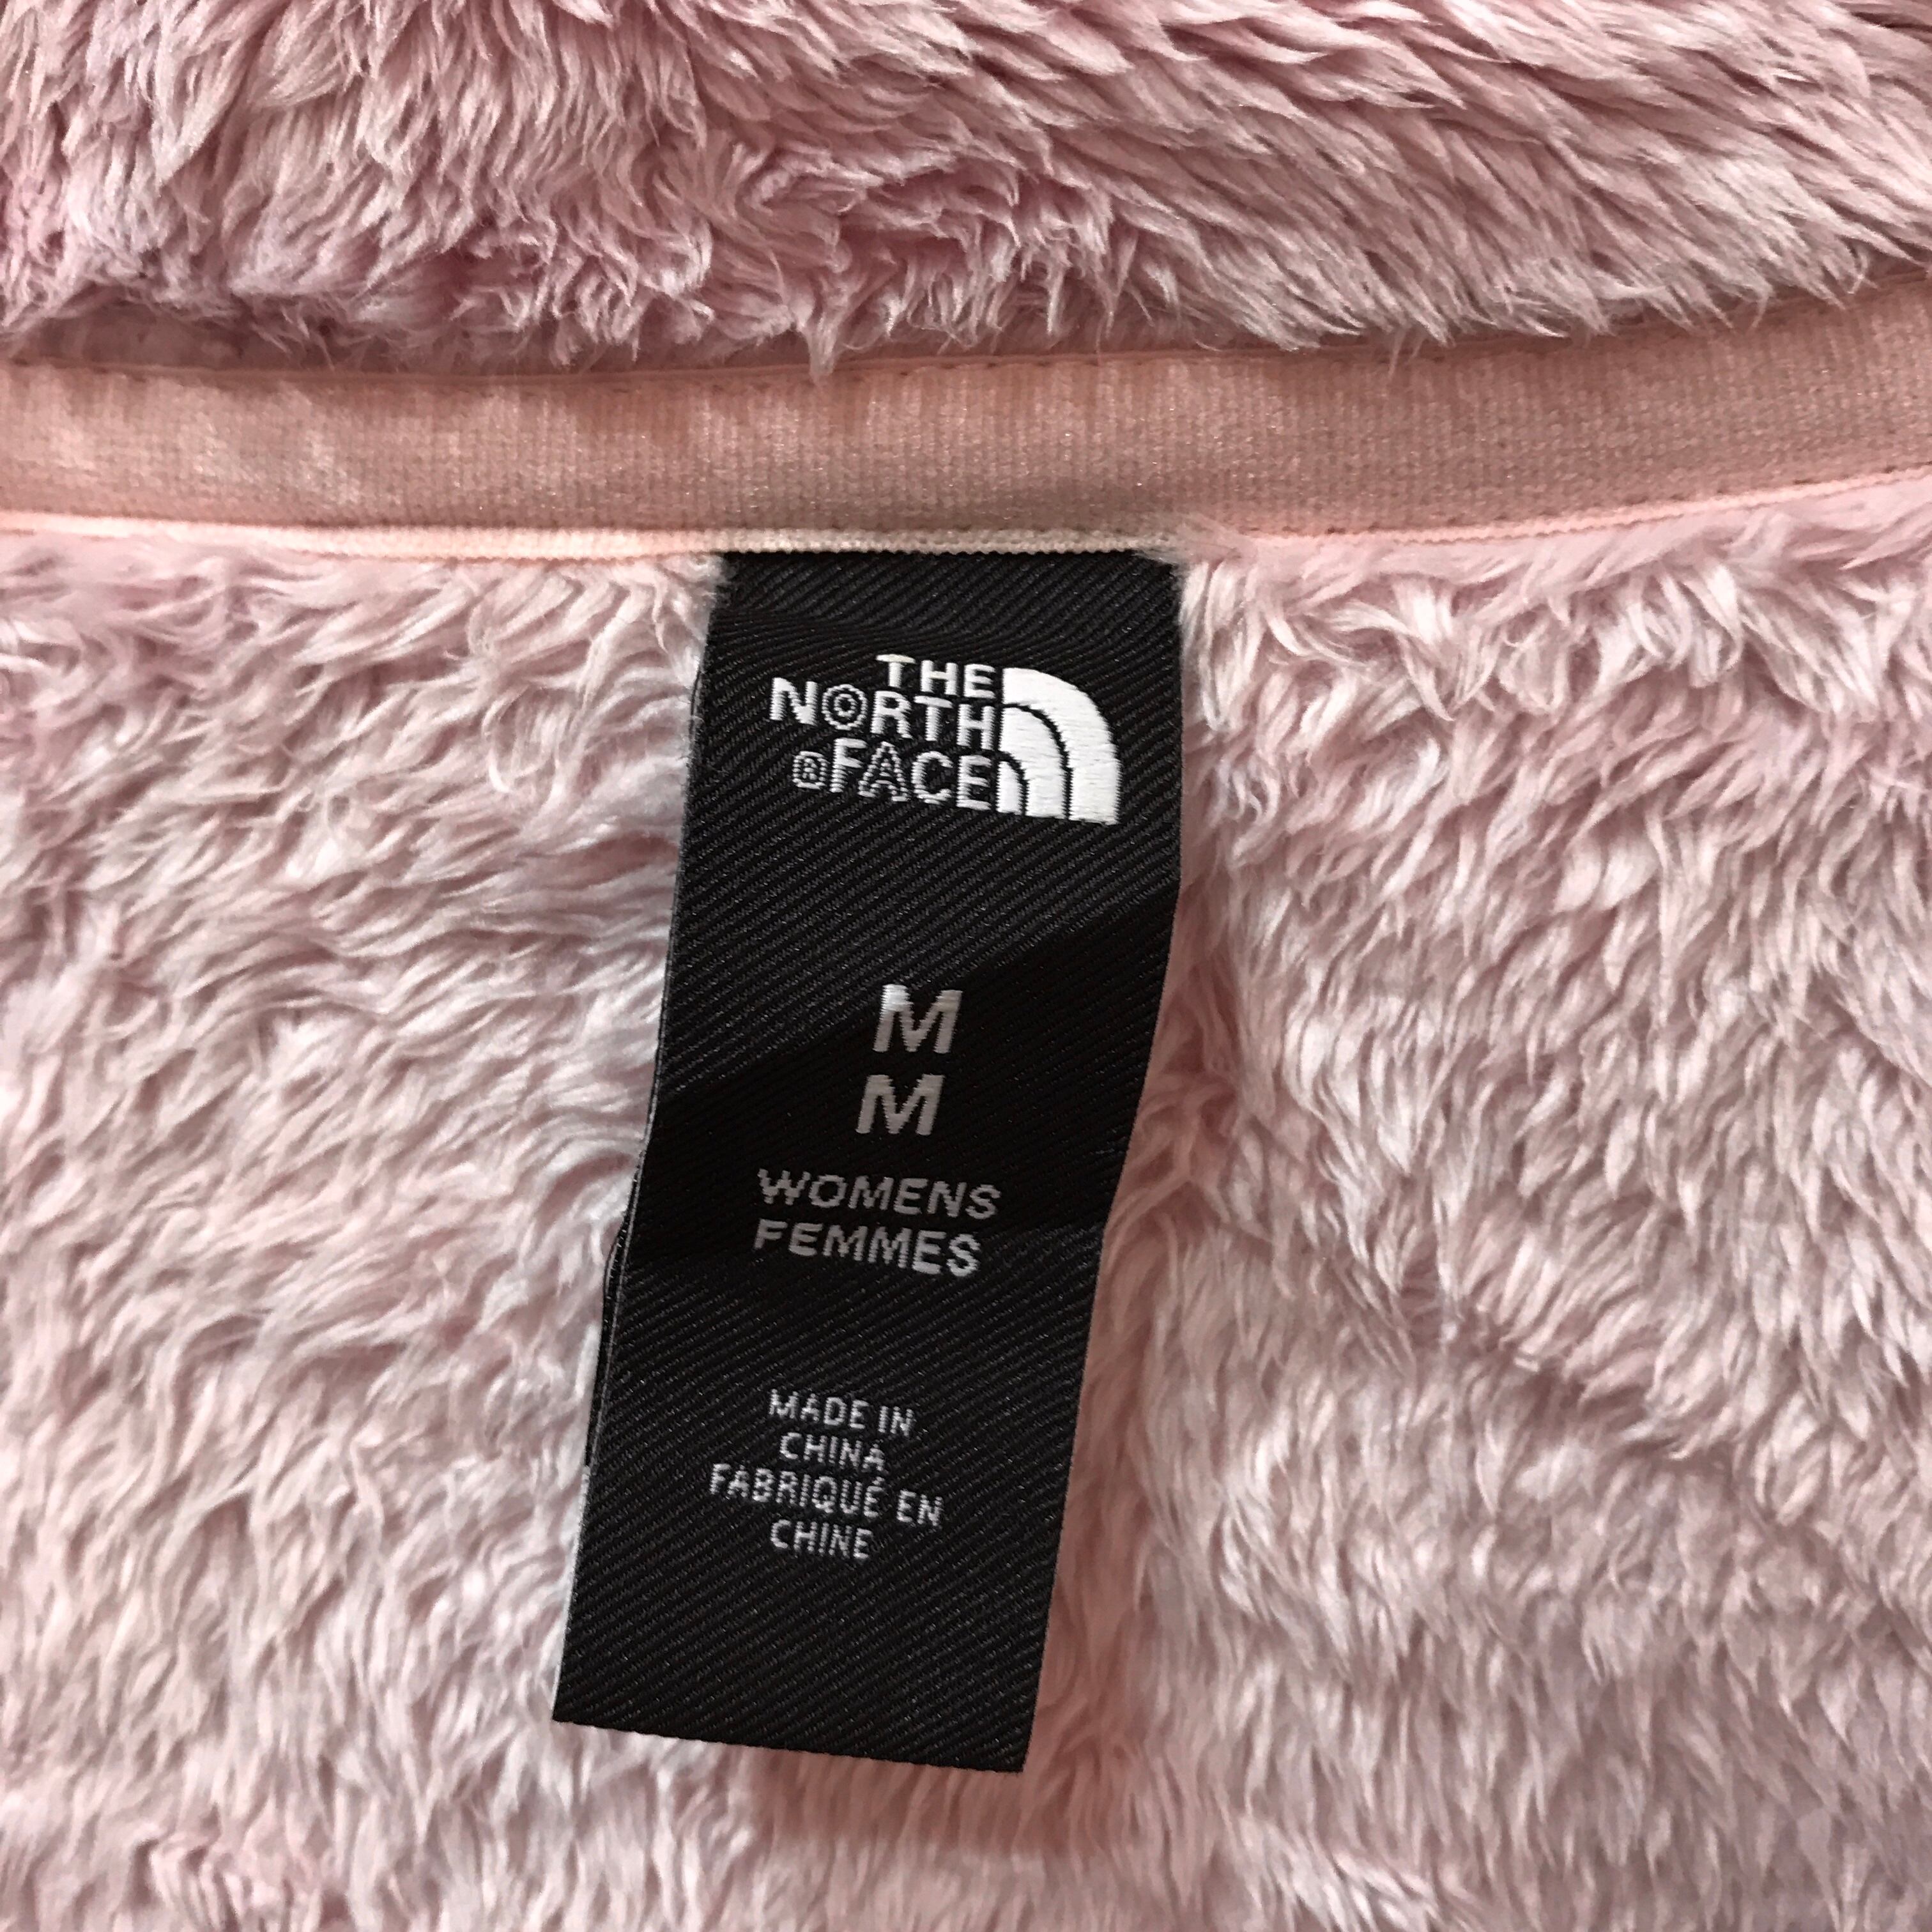 THE
NORTH
®FACE
M
M
WOMENS
FEMMES
MADE IN
CHINA
FABRIQUÉ EN
CHINE